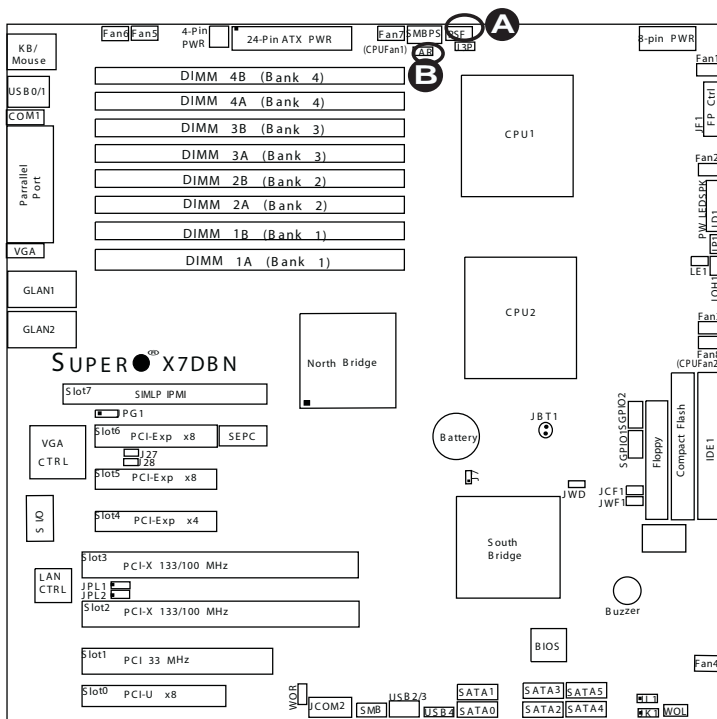 Fan6 Fan5
4-Pin
PWR
24-Pin ATX PWR
Fan7
(CPUFan1)
SMBPS
PSF
J3P
A
B
8-pin PWR
KB/
Mouse
USB0/1
COM1
Parrallel
Port
VGA
GLAN1
GLAN2
DIMM 4B (Bank 4)
DIMM 4A (Bank 4)
DIMM 3B (Bank 3)
DIMM 3A (Bank 3)
DIMM 2B (Bank 2)
DIMM 2A (Bank 2)
DIMM 1B (Bank 1)
DIMM 1A (Bank 1)
CPU1
CPU2
Fan1
FP Ctrl
JF1
Fan2
PW LEDSPK
JD1
JP1
LE1
JOH1
Fan3
Fan8
(CPUFan2)
North Bridge
SUPER ® X7DBN
Slot7 SIMLP IPMI
JPG1
Slot6 PCI-Exp x8
SEPC
VGA
CTRL
J27
J28
Slot5 PCI-Exp x8
S I/O
Slot4 PCI-Exp x4
Battery
JBT1
J7
JWD
SGPIO1 SGPIO2
Floppy
Compact Flash
IDE1
JCF1
JWF1
South
Bridge
Slot3 PCI-X 133/100 MHz
LAN
CTRL
JPL1
JPL2
Slot2 PCI-X 133/100 MHz
Buzzer
BIOS
Slot1 PCI 33 MHz
Slot0 PCI-U x8
Fan4
WOR
JCOM2
SMB
USB2/3
USB4
SATA1
SATA0
SATA3 SATA5
SATA2 SATA4
WOL